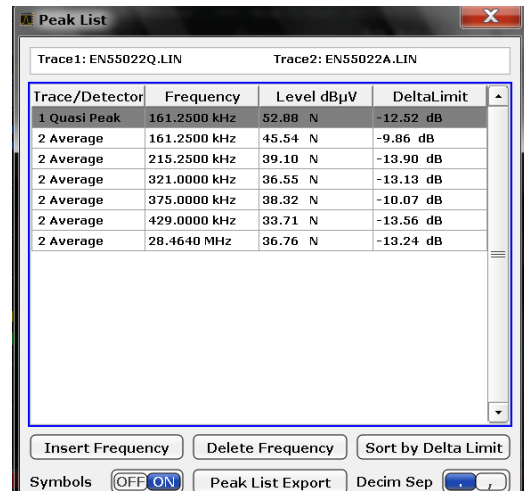 Peak List
Trace1: EN55022Q.LIN Trace2: EN55022A.LIN
Trace/Detector Frequency Level dBµV DeltaLimit
1 Quasi Peak 161.2500 kHz 52.88 N -12.52 dB
2 Average 161.2500 kHz 45.54 N -9.86 dB
2 Average 215.2500 kHz 39.10 N -13.90 dB
2 Average 321.0000 kHz 36.55 N -13.13 dB
2 Average 375.0000 kHz 38.32 N -10.07 dB
2 Average 429.0000 kHz 33.71 N -13.56 dB
2 Average 28.4640 MHz 36.76 N -13.24 dB
Insert Frequency Delete Frequency Sort by Delta Limit
Symbols OFF ON Peak List Export Decim Sep . ,